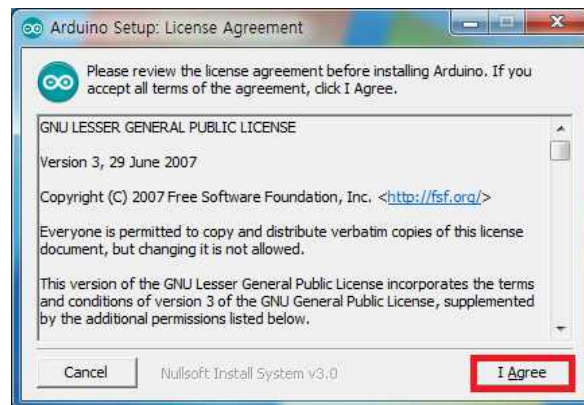 Arduino Setup: License Agreement
Please review the license agreement before installing Arduino. If you
accept all terms of the agreement, click I Agree.
GNU LESSER GENERAL PUBLIC LICENSE
Version 3, 29 June 2007
Copyright (C) 2007 Free Software Foundation, Inc. <http://fsf.org/>
Everyone is permitted to copy and distribute verbatim copies of this license
document, but changing it is not allowed.
This version of the GNU Lesser General Public License incorporates the terms
and conditions of version 3 of the GNU General Public License, supplemented
by the additional permissions listed below.
Cancel Nullsoft Install System v3.0 I Agree